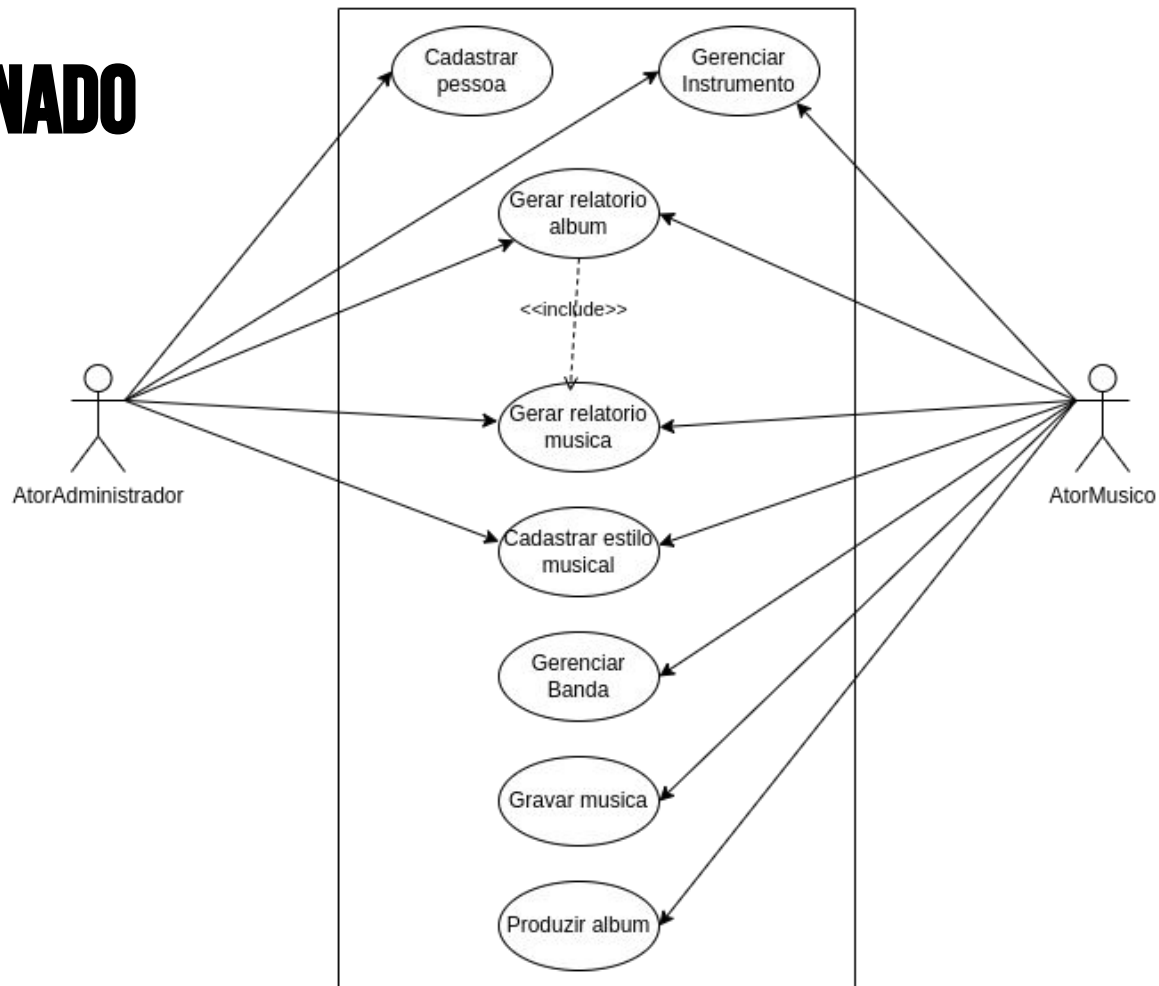 NADO
Cadastrar
pessoa
Gerenciar
Instrumento
Gerar relatorio
album
<<include>>
Gerar relatorio
musica
AtorAdministrador
AtorMusico
Cadastrar estilo
musical
Gerenciar
Banda
Gravar musica
Produzir album